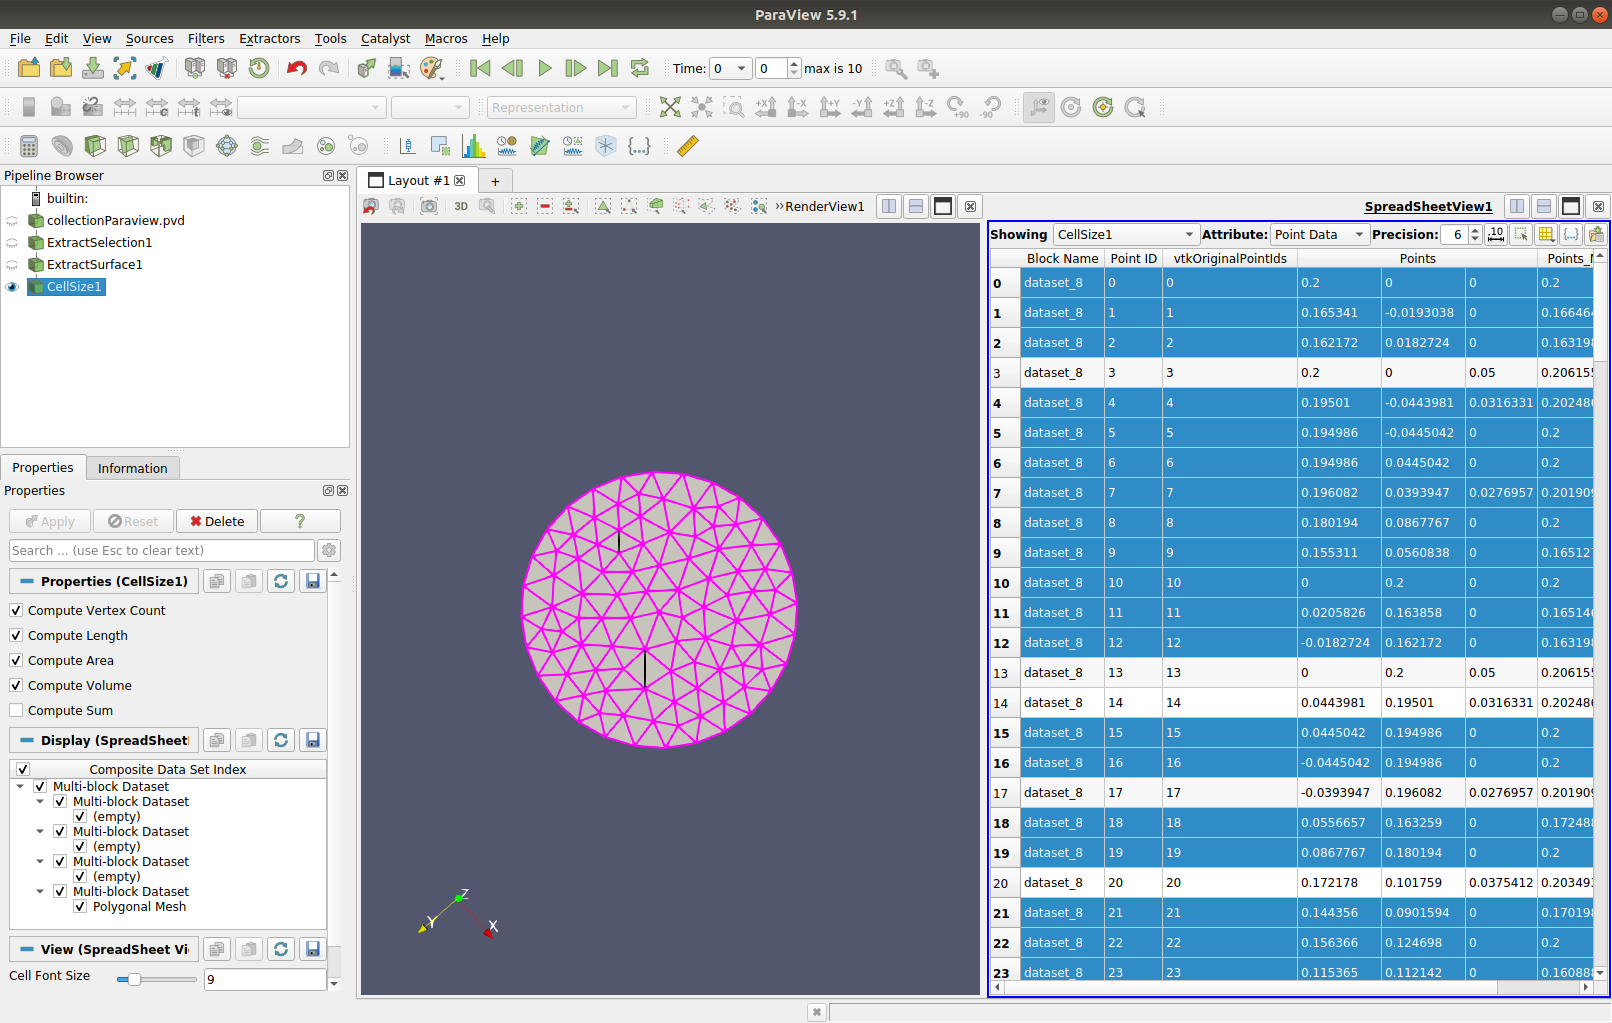 ParaView 5.9.1
File Edit View Sources Filters Extractors Tools Catalyst Macros Help
Time: 0 0 max is 10
Representation
+X -X +Y -Y +Z -Z +90 -90
Pipeline Browser
builtin:
collectionParaview.pvd
ExtractSelection1
ExtractSurface1
CellSize1
Properties Information
Properties
Apply Reset Delete ?
Search ... (use Esc to clear text)
Properties (CellSize1)
Compute Vertex Count
Compute Length
Compute Area
Compute Volume
Compute Sum
Display (SpreadSheet
Composite Data Set Index
Multi-block Dataset
Multi-block Dataset
(empty)
Multi-block Dataset
(empty)
Multi-block Dataset
(empty)
Multi-block Dataset
Polygonal Mesh
View (SpreadSheet Vi
Cell Font Size 9
Layout #1 +
3D RenderView1
Z
Y
X
SpreadSheetView1
Showing CellSize1 Attribute: Point Data Precision: 6
Block Name Point ID vtkOriginalPointIds Points Points_
0 dataset_8 0 0 0.2 0 0 0.2
1 dataset_8 1 1 0.165341 -0.0193038 0 0.16646
2 dataset_8 2 2 0.162172 0.0182724 0 0.16319
3 dataset_8 3 3 0.2 0 0.05 0.20615
4 dataset_8 4 4 0.19501 -0.0443981 0.0316331 0.20248
5 dataset_8 5 5 0.194986 -0.0445042 0 0.2
6 dataset_8 6 6 0.194986 0.0445042 0 0.2
7 dataset_8 7 7 0.196082 0.0393947 0.0276957 0.20190
8 dataset_8 8 8 0.180194 0.0867767 0 0.2
9 dataset_8 9 9 0.155311 0.0560838 0 0.16512
10 dataset_8 10 10 0 0.2 0 0.2
11 dataset_8 11 11 0.0205826 0.163858 0 0.16514
12 dataset_8 12 12 -0.0182724 0.162172 0 0.16319
13 dataset_8 13 13 0 0.2 0.05 0.20615
14 dataset_8 14 14 0.0443981 0.19501 0.0316331 0.20248
15 dataset_8 15 15 0.0445042 0.194986 0 0.2
16 dataset_8 16 16 -0.0445042 0.194986 0 0.2
17 dataset_8 17 17 -0.0393947 0.196082 0.0276957 0.20190
18 dataset_8 18 18 0.0556657 0.163259 0 0.17248
19 dataset_8 19 19 0.0867767 0.180194 0 0.2
20 dataset_8 20 20 0.172178 0.101759 0.0375412 0.20349
21 dataset_8 21 21 0.144356 0.0901594 0 0.17019
22 dataset_8 22 22 0.156366 0.124698 0 0.2
23 dataset_8 23 23 0.115365 0.112142 0 0.16088